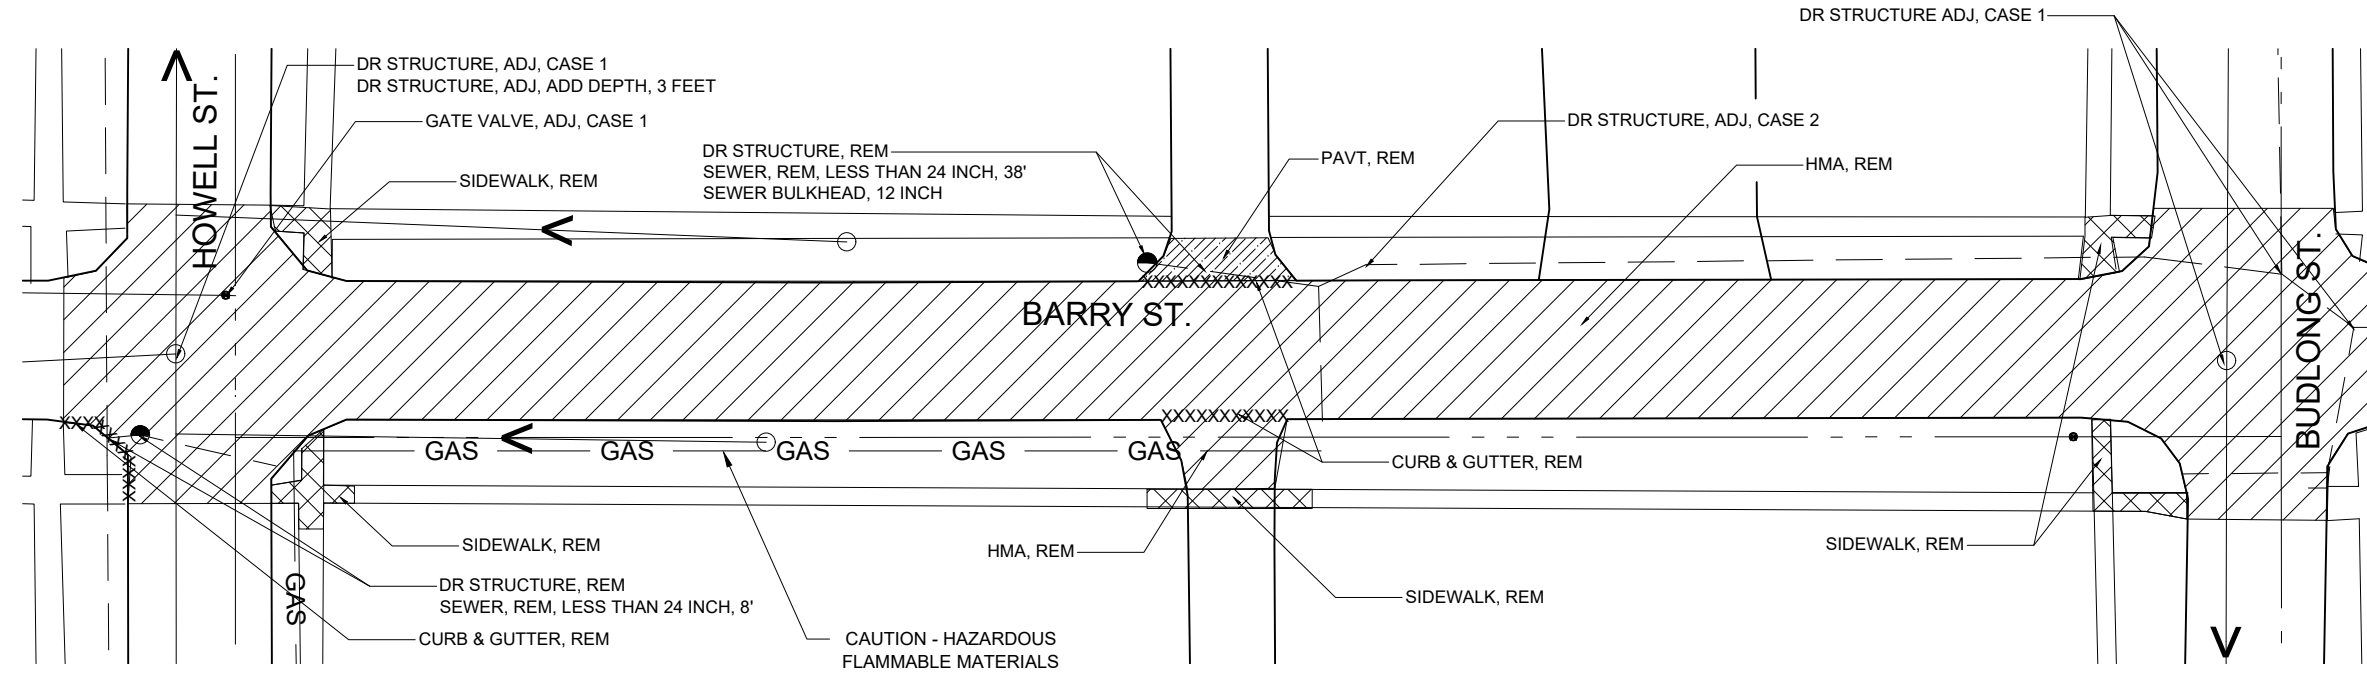 DR STRUCTURE ADJ, CASE 1
DR STRUCTURE, ADJ, CASE 1
DR STRUCTURE, ADJ, ADD DEPTH, 3 FEET
HOWELL ST.
GATE VALVE, ADJ, CASE 1
DR STRUCTURE, ADJ, CASE 2
DR STRUCTURE, REM
SEWER, REM, LESS THAN 24 INCH, 38'
SEWER BULKHEAD, 12 INCH
PAVT, REM
HMA, REM
SIDEWALK, REM
BARRY ST.
BUDLONG ST.
GAS GAS GAS GAS GAS
CURB & GUTTER, REM
SIDEWALK, REM
HMA, REM
SIDEWALK, REM
DR STRUCTURE, REM
SEWER, REM, LESS THAN 24 INCH, 8'
GAS
SIDEWALK, REM
CURB & GUTTER, REM
CAUTION - HAZARDOUS
FLAMMABLE MATERIALS